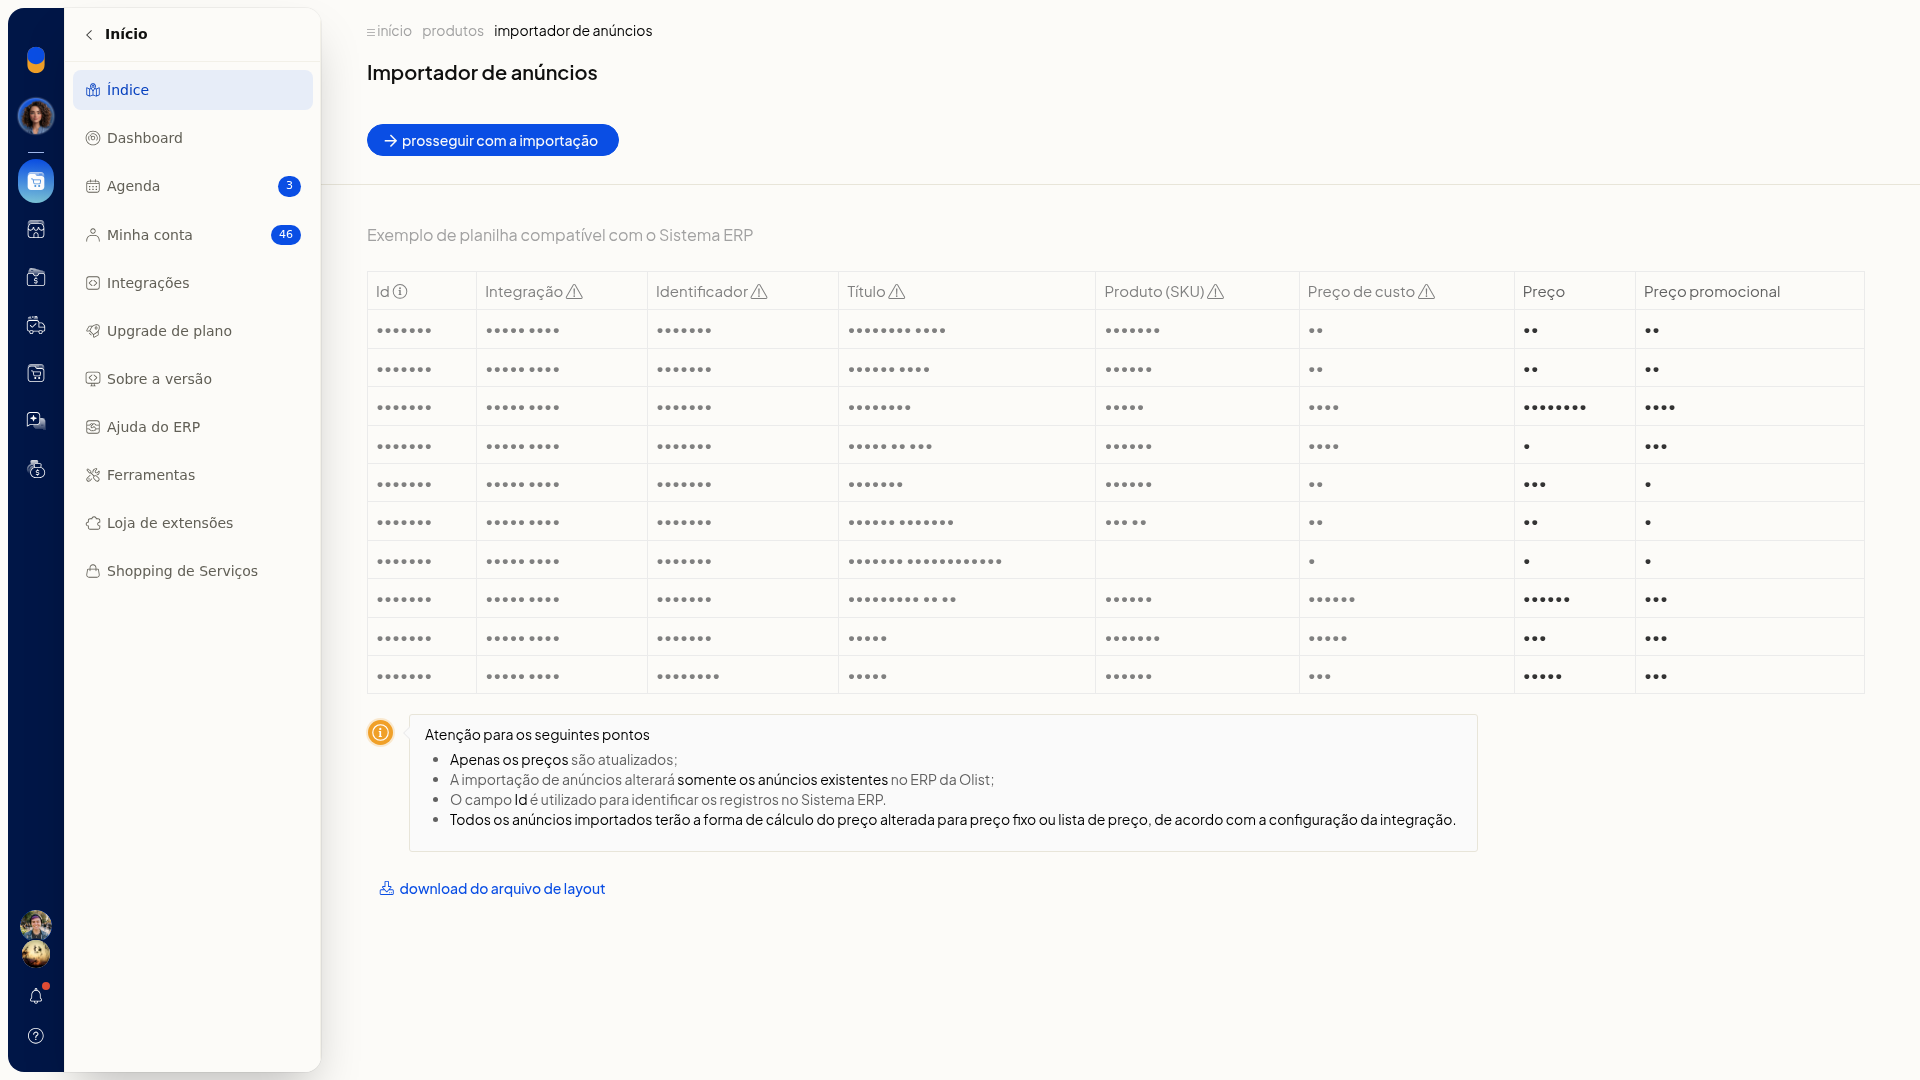 Início
Índice
Dashboard
Agenda 3
Minha conta 46
Integrações
Upgrade de plano
Sobre a versão
Ajuda do ERP
Ferramentas
Loja de extensões
Shopping de Serviços
início produtos importador de anúncios
Importador de anúncios
prosseguir com a importação
Exemplo de planilha compatível com o Sistema ERP
Id Integração Identificador Título Produto (SKU) Preço de custo Preço Preço promocional
••••••• ••••• •••• ••••••• •••••••• •••• ••••••• •• •• ••
••••••• ••••• •••• ••••••• •••••• •••• •••••• •• •• ••
••••••• ••••• •••• ••••••• •••••••• ••••• •••• •••••••• ••••
••••••• ••••• •••• ••••••• ••••• •• ••• •••••• •••• • •••
••••••• ••••• •••• ••••••• ••••••• •••••• •• ••• •
••••••• ••••• •••• ••••••• •••••• ••••••• ••• •• •• •• •
••••••• ••••• •••• ••••••• ••••••• •••••••••••• • • •
••••••• ••••• •••• ••••••• ••••••••• •• •• •••••• •••••• •••••• •••
••••••• ••••• •••• ••••••• ••••• ••••••• ••••• ••• •••
••••••• ••••• •••• •••••••• ••••• •••••• ••• ••••• •••
Atenção para os seguintes pontos
• Apenas os preços são atualizados;
• A importação de anúncios alterará somente os anúncios existentes no ERP da Olist;
• O campo Id é utilizado para identificar os registros no Sistema ERP.
• Todos os anúncios importados terão a forma de cálculo do preço alterada para preço fixo ou lista de preço, de acordo com a configuração da integração.
download do arquivo de layout